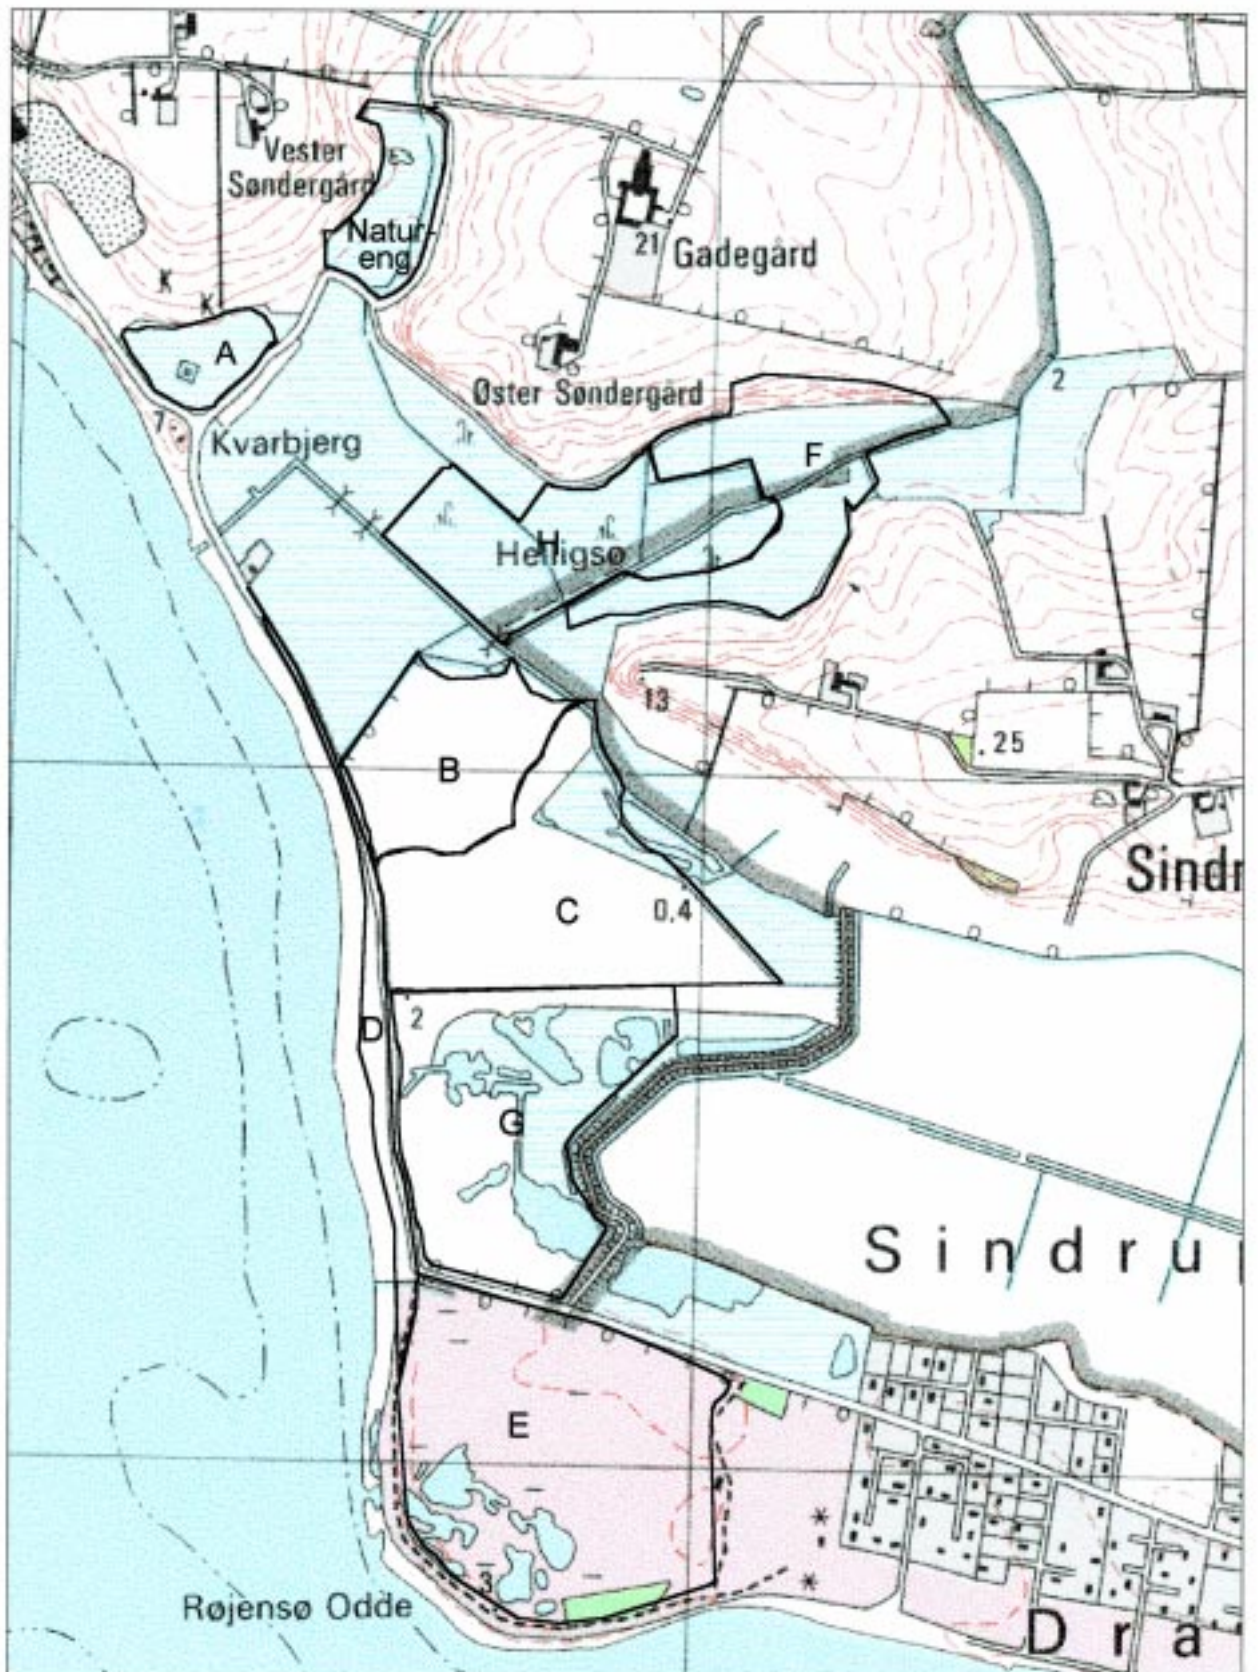 Vester
Søndergård
Natur-
eng
21
Gadegård
K
K
A
2
Øster Søndergård
7
Kvarbjerg
F
H
Helligsø
13
. 25
B
Sindr
C
0,4
D
2
G
Sindru
E
3
Røjensø Odde
Dra